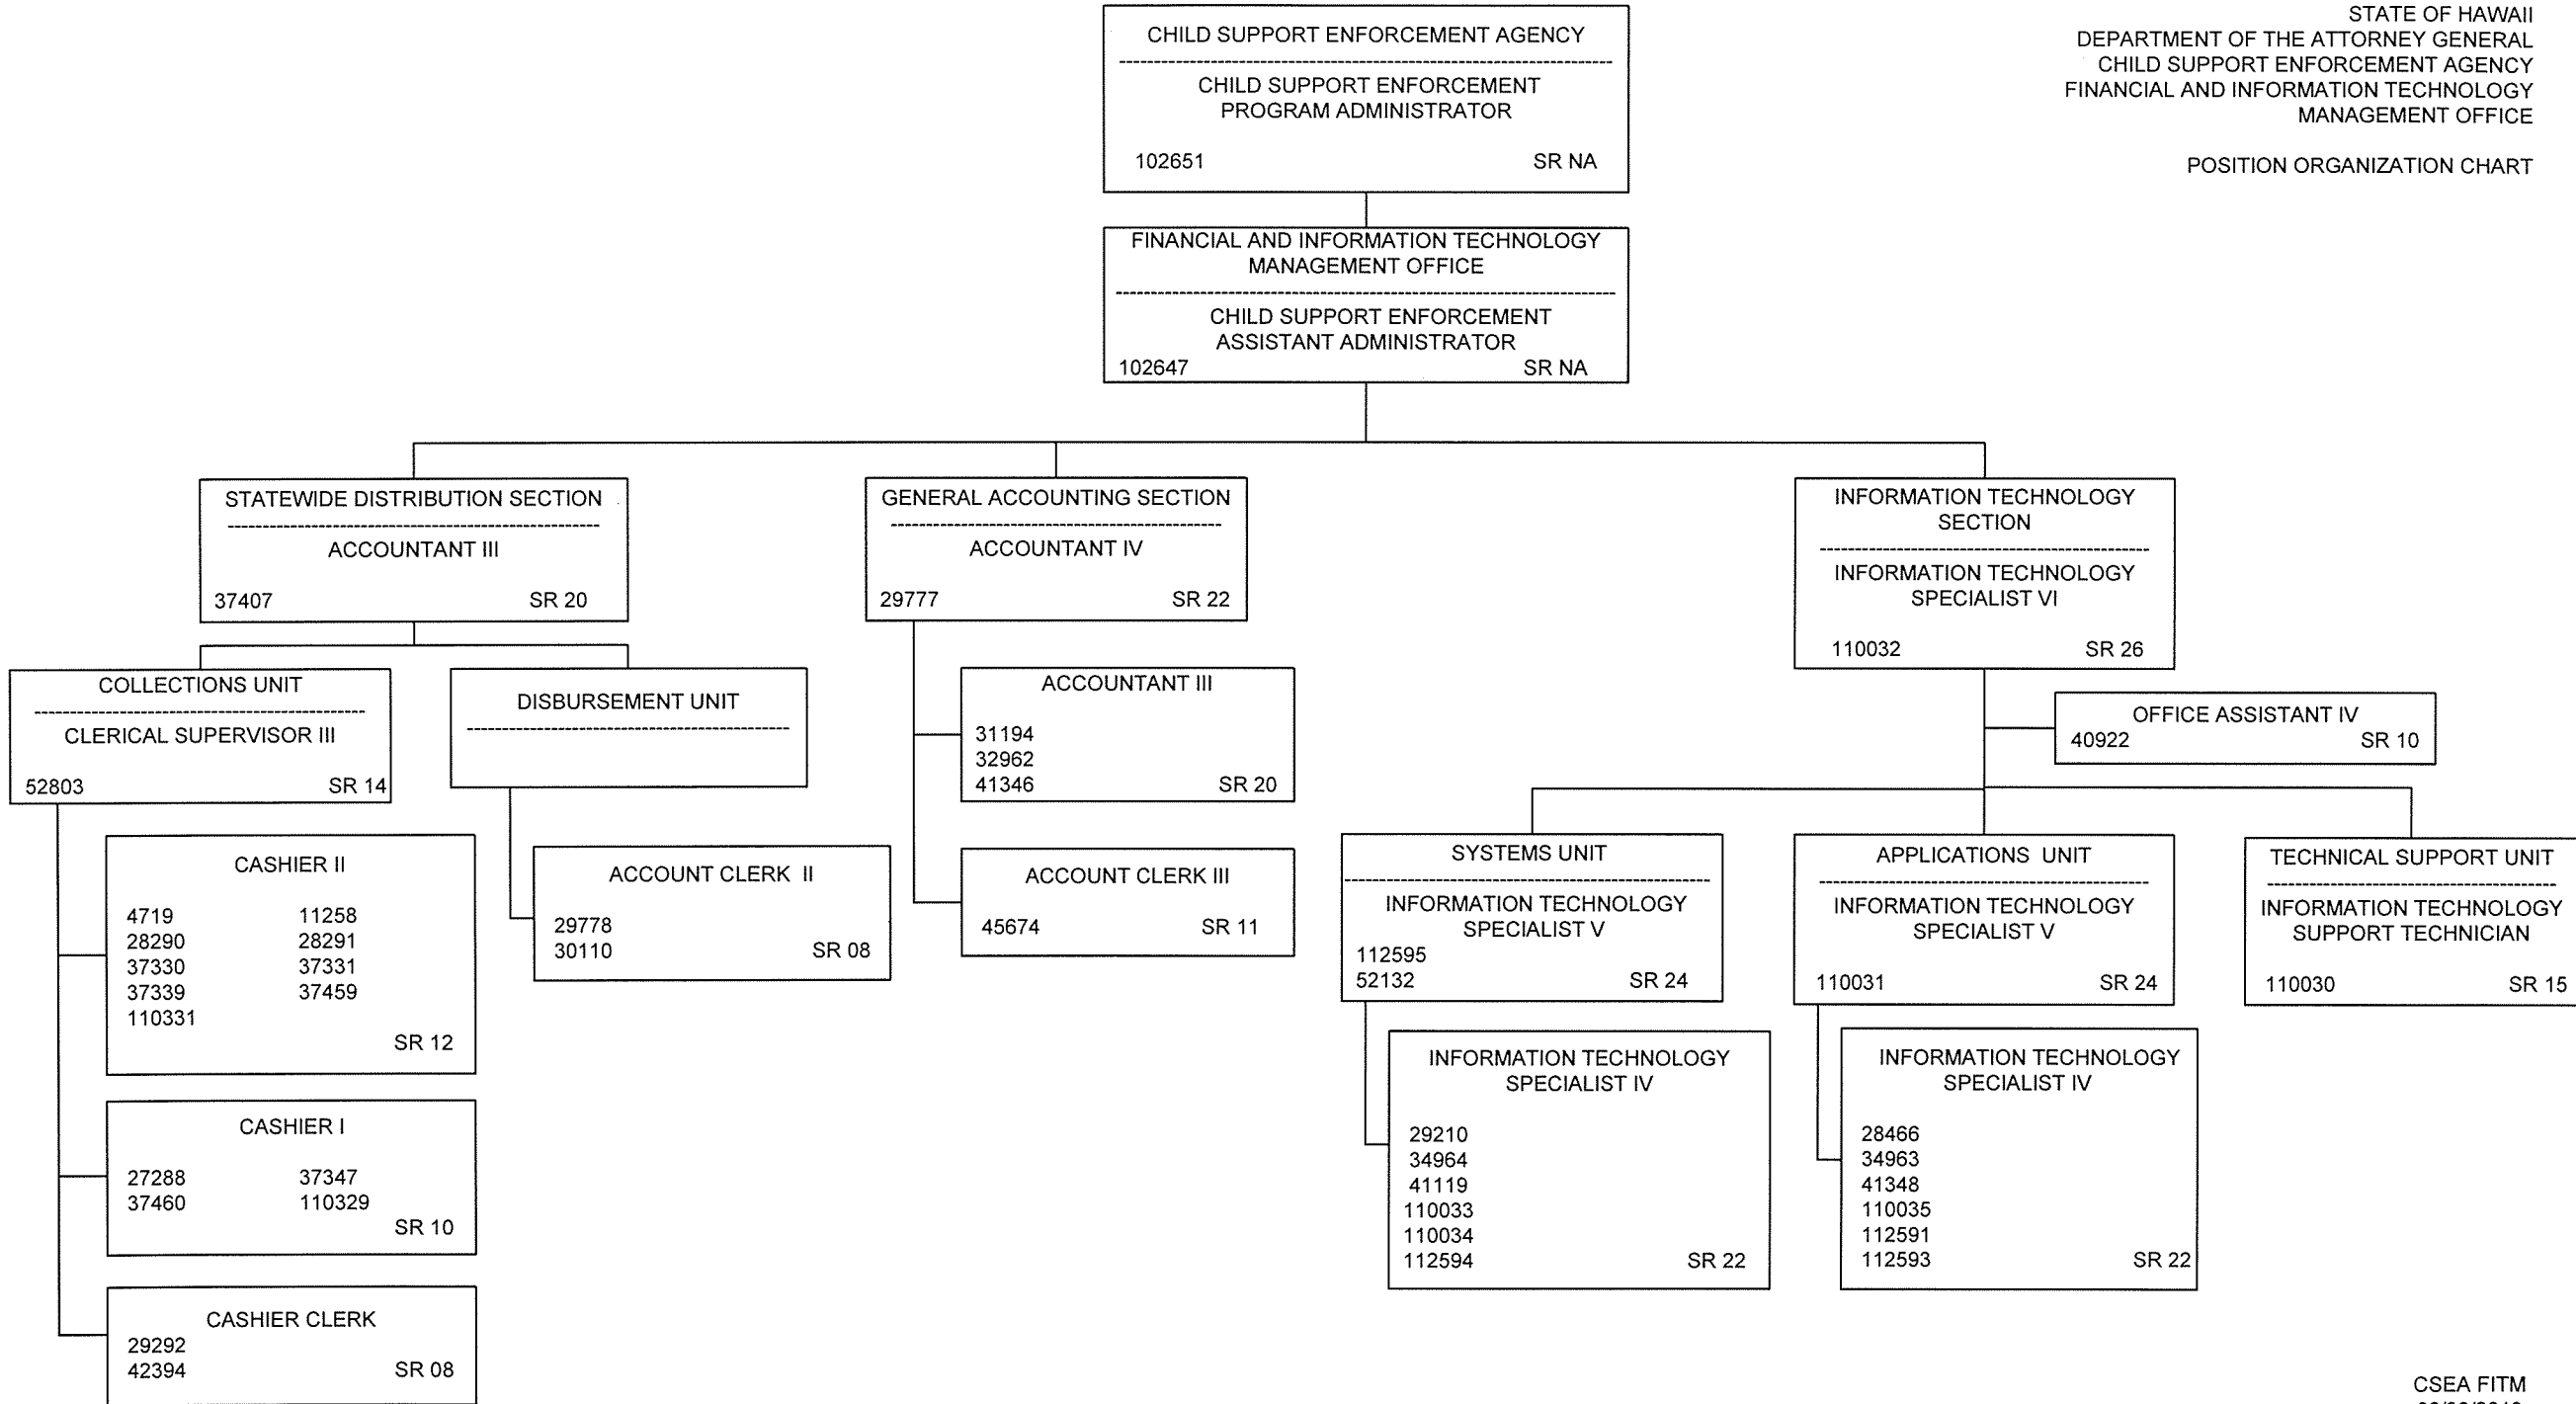 STATE OF HAWAII
DEPARTMENT OF THE ATTORNEY GENERAL
CHILD SUPPORT ENFORCEMENT AGENCY
FINANCIAL AND INFORMATION TECHNOLOGY
MANAGEMENT OFFICE
POSITION ORGANIZATION CHART
CHILD SUPPORT ENFORCEMENT AGENCY
CHILD SUPPORT ENFORCEMENT
PROGRAM ADMINISTRATOR
102651 SR NA
FINANCIAL AND INFORMATION TECHNOLOGY
MANAGEMENT OFFICE
CHILD SUPPORT ENFORCEMENT
ASSISTANT ADMINISTRATOR
102647 SR NA
STATEWIDE DISTRIBUTION SECTION
ACCOUNTANT III
37407 SR 20
COLLECTIONS UNIT
CLERICAL SUPERVISOR III
52803 SR 14
CASHIER II
4719 11258
28290 28291
37330 37331
37339 37459
110331
SR 12
CASHIER I
27288 37347
37460 110329
SR 10
CASHIER CLERK
29292
42394 SR 08
DISBURSEMENT UNIT
ACCOUNT CLERK II
29778
30110 SR 08
GENERAL ACCOUNTING SECTION
ACCOUNTANT IV
29777 SR 22
ACCOUNTANT III
31194
32962
41346 SR 20
ACCOUNT CLERK III
45674 SR 11
INFORMATION TECHNOLOGY
SECTION
INFORMATION TECHNOLOGY
SPECIALIST VI
110032 SR 26
OFFICE ASSISTANT IV
40922 SR 10
SYSTEMS UNIT
INFORMATION TECHNOLOGY
SPECIALIST V
112595
52132 SR 24
INFORMATION TECHNOLOGY
SPECIALIST IV
29210
34964
41119
110033
110034
112594 SR 22
APPLICATIONS UNIT
INFORMATION TECHNOLOGY
SPECIALIST V
110031 SR 24
INFORMATION TECHNOLOGY
SPECIALIST IV
28466
34963
41348
110035
112591
112593 SR 22
TECHNICAL SUPPORT UNIT
INFORMATION TECHNOLOGY
SUPPORT TECHNICIAN
110030 SR 15
CSEA FITM